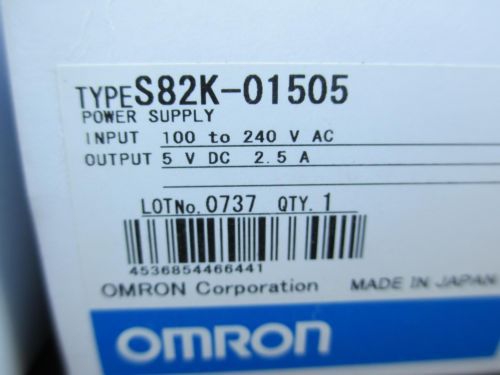 TYPE S82K-01505
POWER SUPPLY
INPUT 100 to 240 V AC
OUTPUT 5 V DC 2.5 A
LOTNo. 0737 QTY. 1
4536854466441
OMRON Corporation MADE IN JAPAN
OMRON